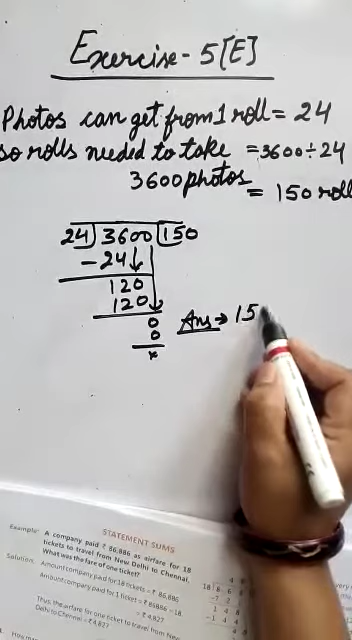 Exercise - 5[E]
Photos can get from 1 roll = 24
so rolls needed to take = 3600 ÷ 24
3600 photos
= 150 roll
24) 3600 (150
- 24
120
120
0
0
x
Ans → 15
STATEMENT SUMS
Example: A company paid ₹ 86,886 as airfare for 18
tickets to travel from New Delhi to Chennai.
What was the fare of one ticket?
Solution: Amount company paid for 18 tickets = ₹ 86,886
Amount company paid for 1 ticket = ₹ 86886 ÷ 18
= ₹ 4,827
Thus, the airfare for one ticket to travel from New
Delhi to Chennai = ₹ 4,827